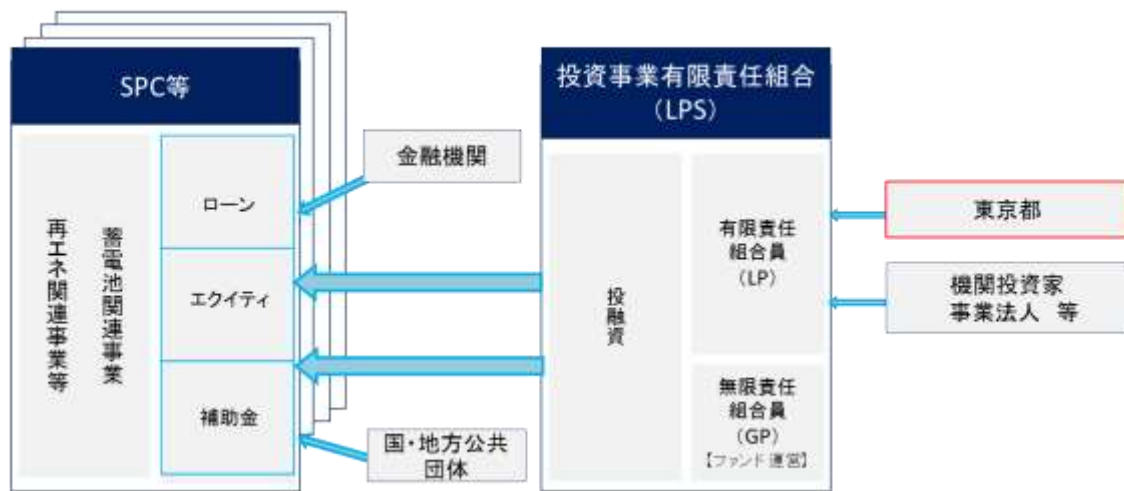 SPC等
蓄電池関連事業
再エネ関連事業等
ローン
エクイティ
補助金
金融機関
国・地方公共
団体
投資事業有限責任組合
（LPS）
投融資
有限責任
組合員
（LP）
無限責任
組合員
（GP）
【ファンド運営】
東京都
機関投資家
事業法人 等